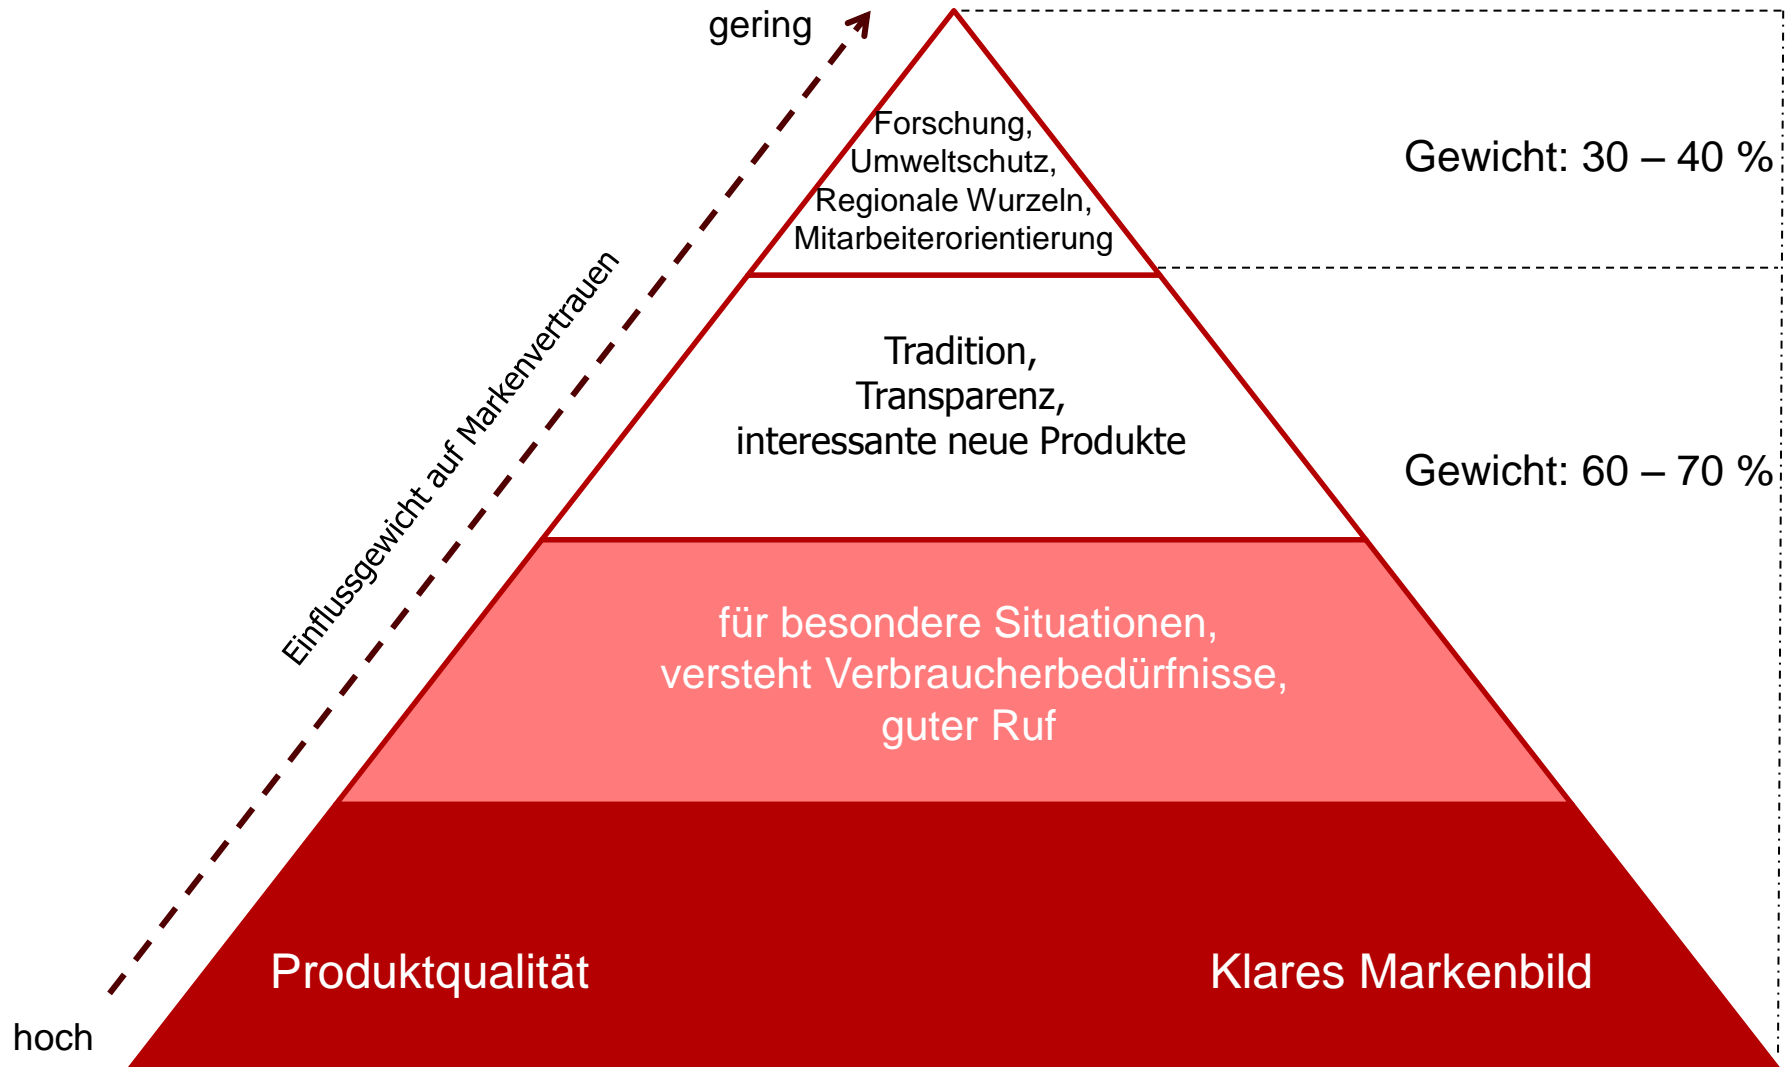 gering
Forschung,
Umweltschutz,
Regionale Wurzeln,
Mitarbeiterorientierung
Gewicht: 30 – 40 %
Einflussgewicht auf Markenvertrauen
Tradition,
Transparenz,
interessante neue Produkte
Gewicht: 60 – 70 %
für besondere Situationen,
versteht Verbraucherbedürfnisse,
guter Ruf
Produktqualität
Klares Markenbild
hoch